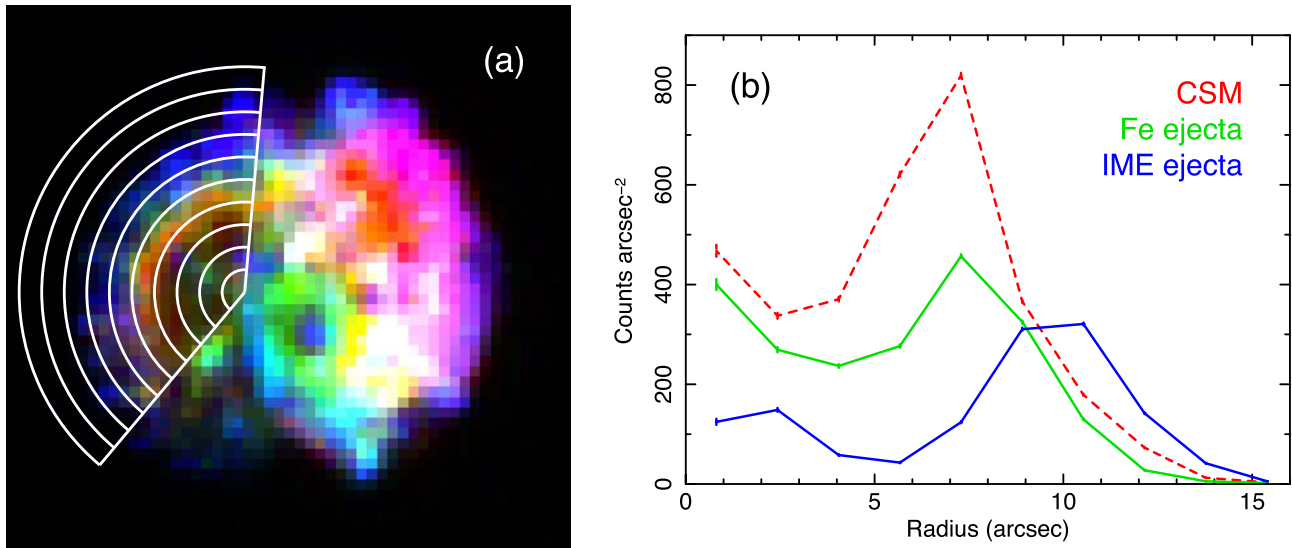 (a)
(b)
CSM
Fe ejecta
IME ejecta
Counts arcsec⁻²
0
200
400
600
800
0 5 10 15
Radius (arcsec)